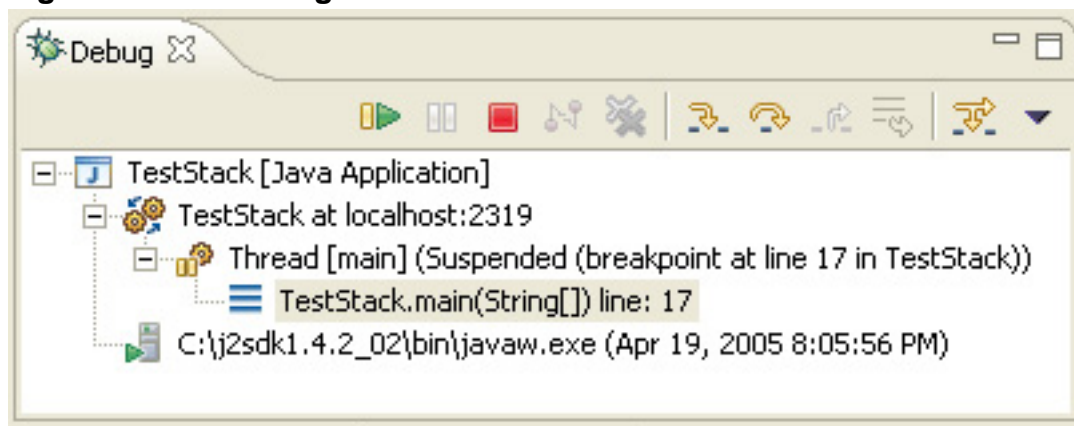 Debug
TestStack [Java Application]
TestStack at localhost:2319
Thread [main] (Suspended (breakpoint at line 17 in TestStack))
TestStack.main(String[]) line: 17
C:\j2sdk1.4.2_02\bin\javaw.exe (Apr 19, 2005 8:05:56 PM)